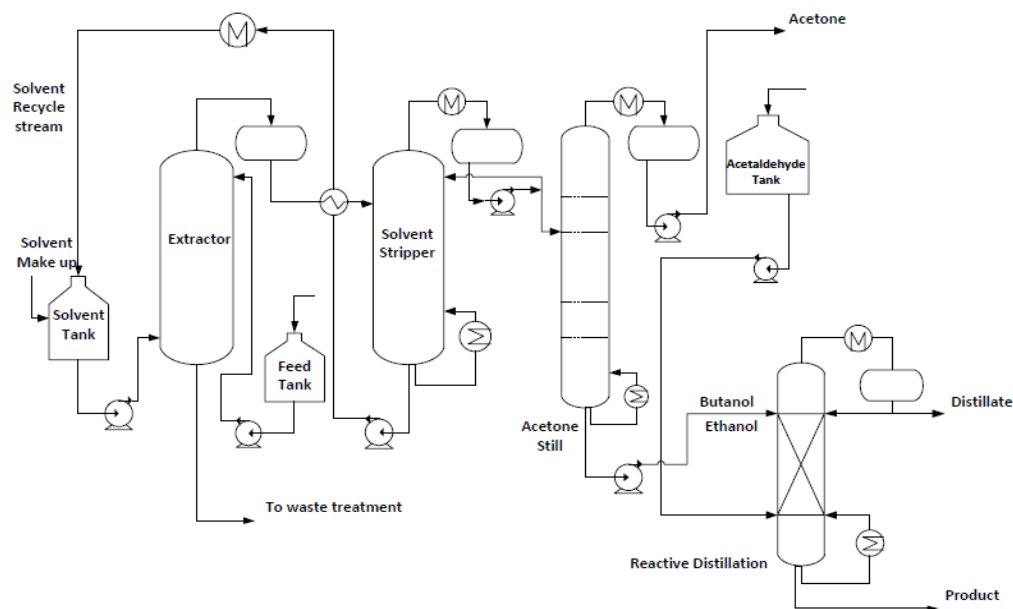 Acetone
Solvent
Recycle
stream
Acetaldehyde
Tank
Extractor
Solvent
Stripper
Solvent
Make up
Solvent
Tank
Feed
Tank
Butanol
Ethanol
Distillate
Acetone
Still
To waste treatment
Reactive Distillation
Product